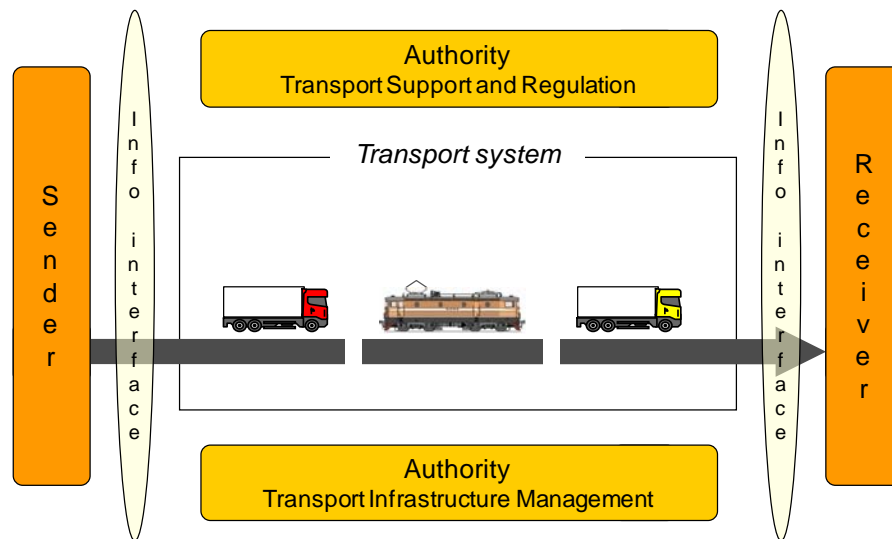 Authority
Transport Support and Regulation
Sender
Info interface
Transport system
Info interface
Receiver
Authority
Transport Infrastructure Management